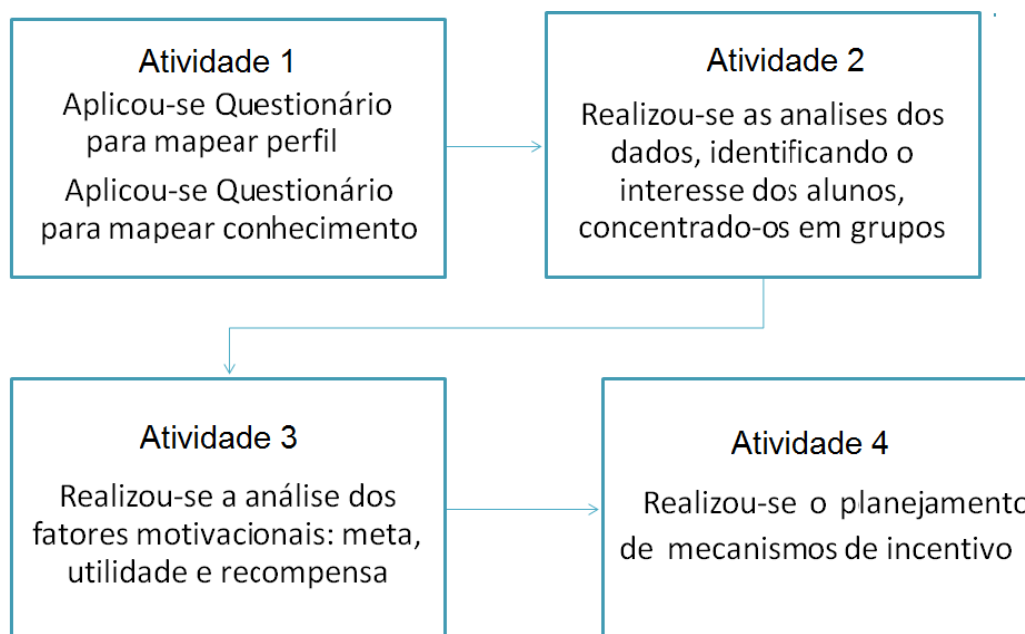 Atividade 1
Aplicou-se Questionário
para mapear perfil
Aplicou-se Questionário
para mapear conhecimento
Atividade 2
Realizou-se as analises dos
dados, identificando o
interesse dos alunos,
concentrado-os em grupos
Atividade 3
Realizou-se a análise dos
fatores motivacionais: meta,
utilidade e recompensa
Atividade 4
Realizou-se o planejamento
de mecanismos de incentivo